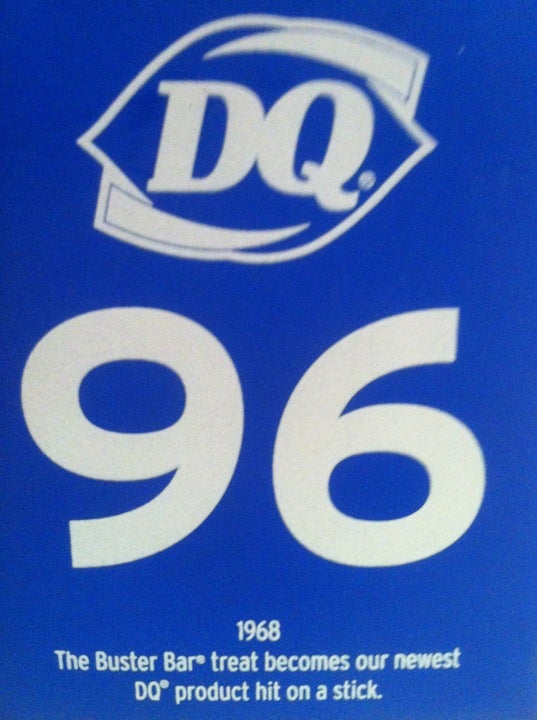 DQ®
96
1968
The Buster Bar® treat becomes our newest
DQ® product hit on a stick.